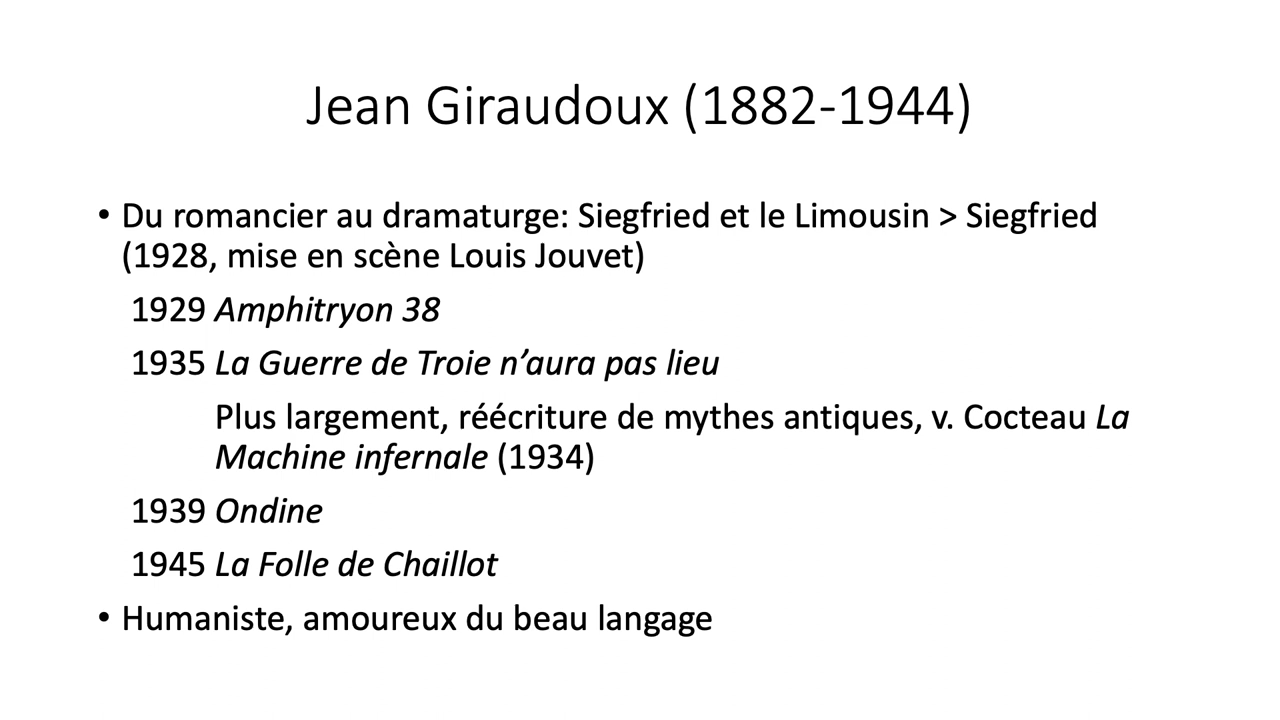 Jean Giraudoux (1882-1944)
• Du romancier au dramaturge: Siegfried et le Limousin > Siegfried
(1928, mise en scène Louis Jouvet)
1929 Amphitryon 38
1935 La Guerre de Troie n’aura pas lieu
Plus largement, réécriture de mythes antiques, v. Cocteau La
Machine infernale (1934)
1939 Ondine
1945 La Folle de Chaillot
• Humaniste, amoureux du beau langage